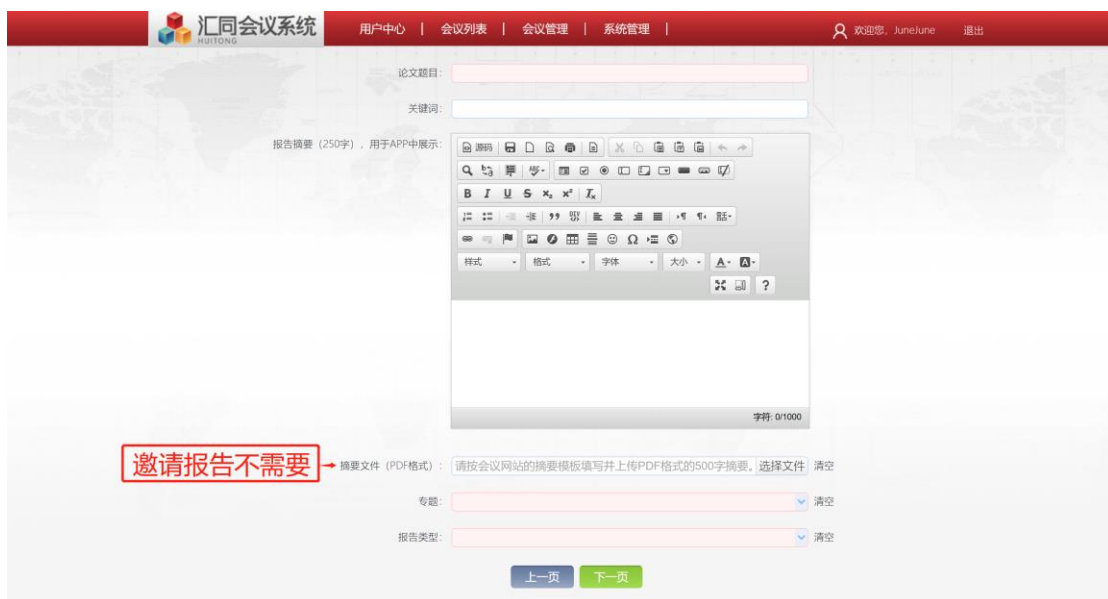 汇同会议系统
HUITONG
用户中心 | 会议列表 | 会议管理 | 系统管理 |
欢迎您, JuneJune 退出
论文题目:
关键词:
报告摘要（250字）, 用于APP中展示:
源码
B I U S x₂ x² Tx
样式 格式 字体 大小 A A
?
字符: 0/1000
邀请报告不需要
摘要文件（PDF格式）: 请按会议网站的摘要模板填写并上传PDF格式的500字摘要。 选择文件 清空
专题: 清空
报告类型: 清空
上一页 下一页